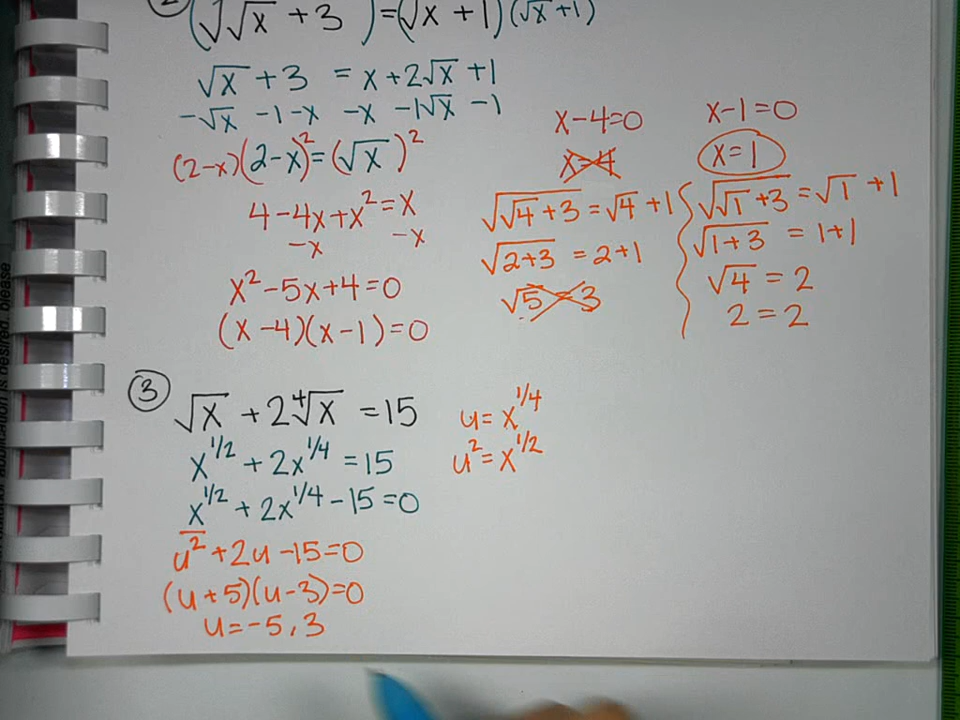 (√(√x + 3))=(√x + 1)(√x+1)
√x + 3 = x + 2√x + 1
-√x - 1 - x -x -1√x - 1
(2-x)(2-x)²=(√x)²
4 - 4x + x² = x
-x -x
x² - 5x + 4 = 0
(x - 4)(x - 1) = 0
x - 4 = 0
x = 4
√(√4 + 3) = √4 + 1
√(2+3) = 2+1
√5 = 3
x - 1 = 0
x = 1
√(√1 + 3) = √1 + 1
√(1+3) = 1+1
√4 = 2
2 = 2
③ √x + 2∜x = 15
x^1/2 + 2x^1/4 = 15
x^1/2 + 2x^1/4 - 15 = 0
u² + 2u - 15 = 0
(u + 5)(u - 3) = 0
u = -5, 3
u = x^1/4
u² = x^1/2